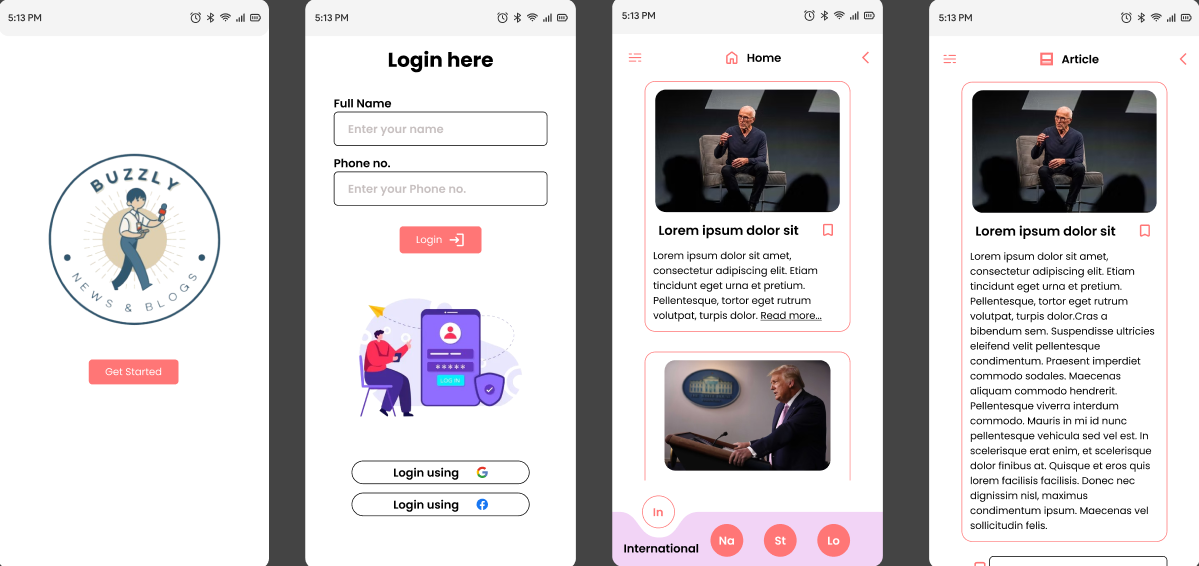 5:13 PM
BUZZLY
NEWS & BLOGS
Get Started
5:13 PM
Login here
Full Name
Enter your name
Phone no.
Enter your Phone no.
Login
*****
LOG IN
Login using
Login using
5:13 PM
Home
Lorem ipsum dolor sit
Lorem ipsum dolor sit amet,
consectetur adipiscing elit. Etiam
tincidunt eget urna et pretium.
Pellentesque, tortor eget rutrum
volutpat, turpis dolor. Read more...
In
International
Na
St
Lo
5:13 PM
Article
Lorem ipsum dolor sit
Lorem ipsum dolor sit amet,
consectetur adipiscing elit. Etiam
tincidunt eget urna et pretium.
Pellentesque, tortor eget rutrum
volutpat, turpis dolor.Cras a
bibendum sem. Suspendisse ultricies
eleifend velit pellentesque
condimentum. Praesent imperdiet
commodo sodales. Maecenas
aliquam commodo hendrerit.
Pellentesque viverra interdum
commodo. Mauris in mi id nunc
pellentesque vehicula sed vel est. In
scelerisque erat enim, et scelerisque
dolor finibus at. Quisque et eros quis
lorem facilisis facilisis. Donec nec
dignissim nisl, maximus
condimentum ipsum. Maecenas vel
sollicitudin felis.